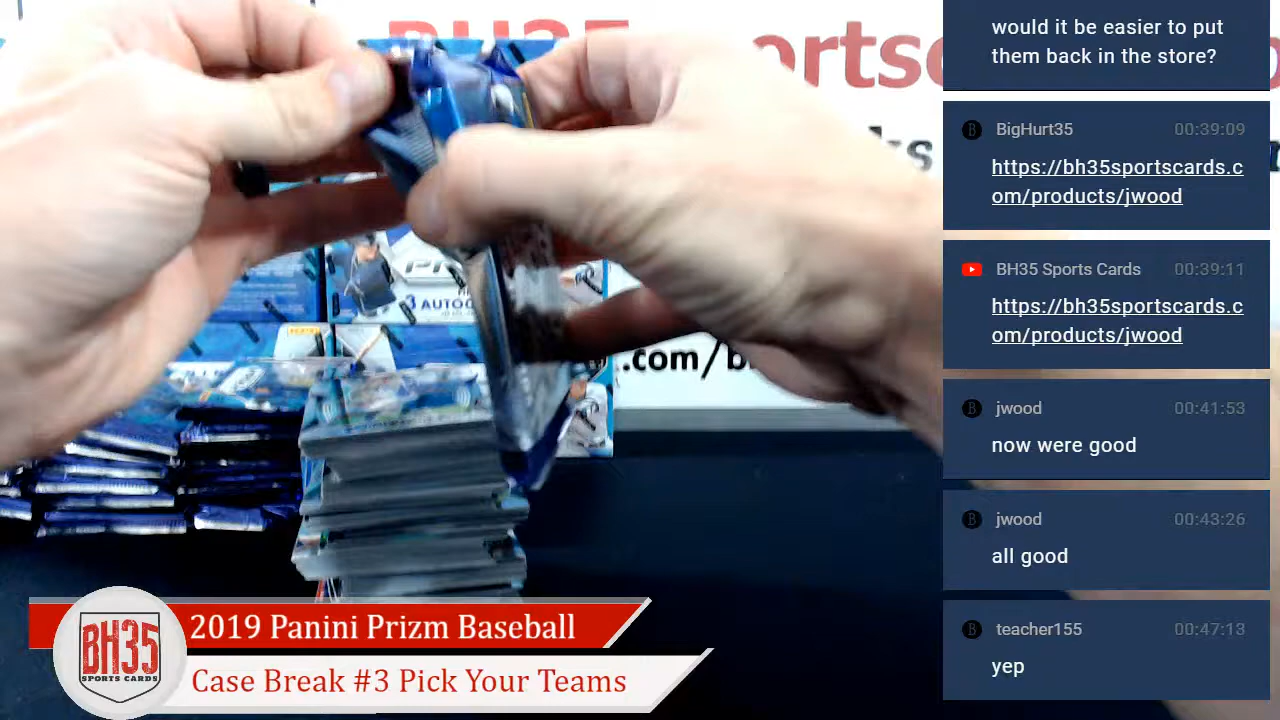 would it be easier to put
them back in the store?
BigHurt35 00:39:09
https://bh35sportscards.c
om/products/jwood
BH35 Sports Cards 00:39:11
https://bh35sportscards.c
om/products/jwood
jwood 00:41:53
now were good
jwood 00:43:26
all good
teacher155 00:47:13
yep
3 AUTOG
.com/b
2019 Panini Prizm Baseball
Case Break #3 Pick Your Teams
BH35
SPORTS CARDS